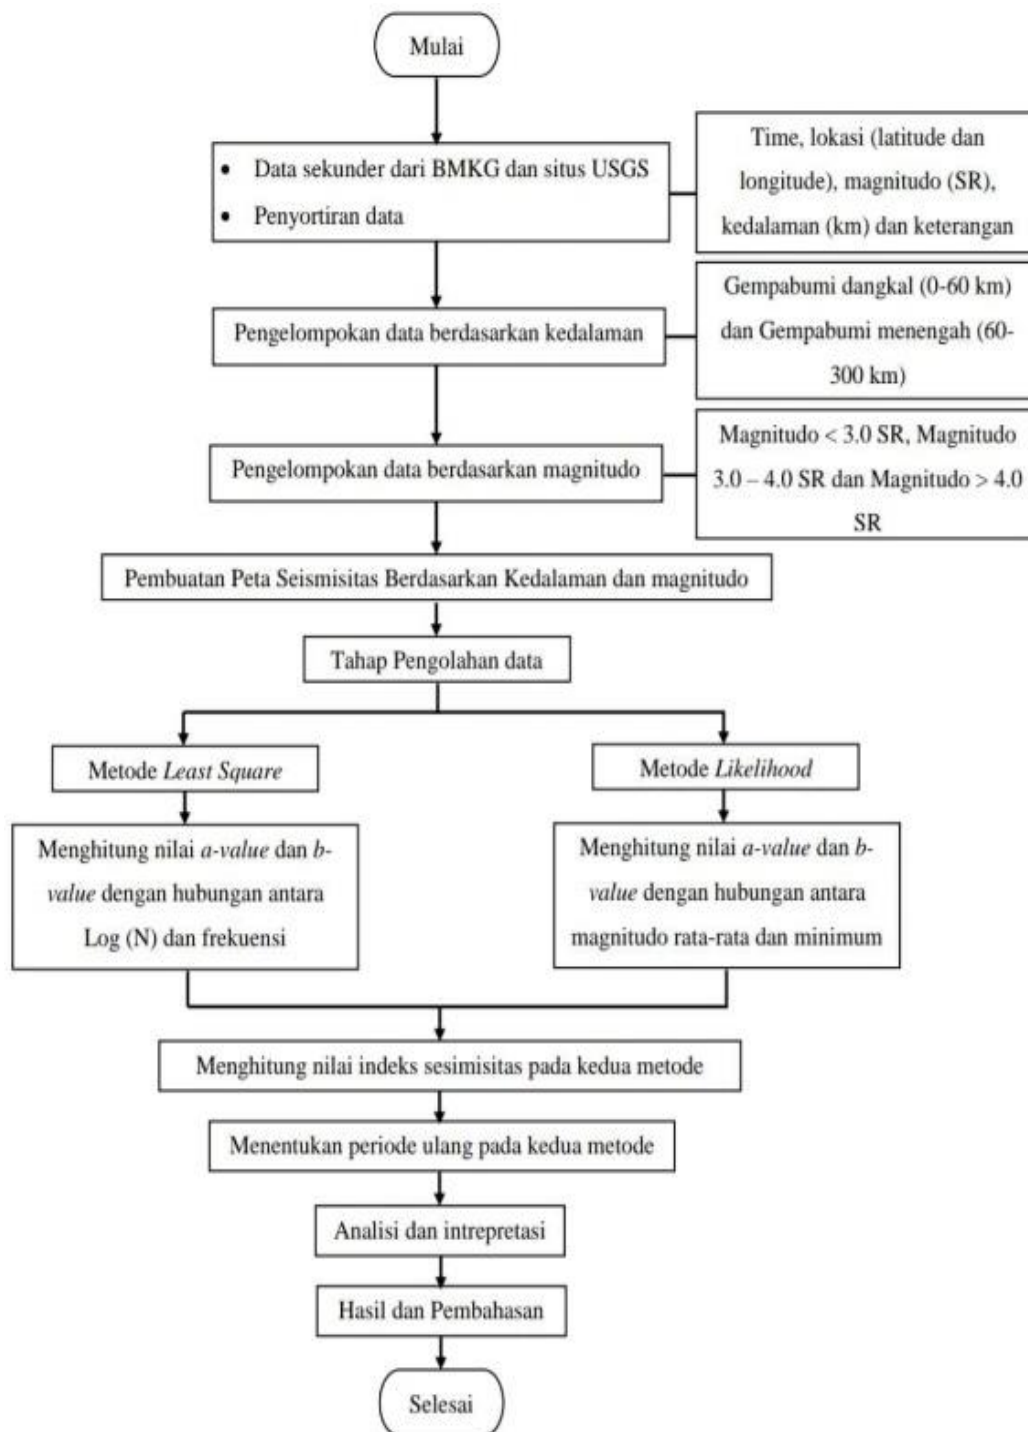 Mulai
• Data sekunder dari BMKG dan situs USGS
• Penyortiran data
Time, lokasi (latitude dan
longitude), magnitudo (SR),
kedalaman (km) dan keterangan
Pengelompokan data berdasarkan kedalaman
Gempabumi dangkal (0-60 km)
dan Gempabumi menengah (60-
300 km)
Pengelompokan data berdasarkan magnitudo
Magnitudo < 3.0 SR, Magnitudo
3.0 – 4.0 SR dan Magnitudo > 4.0
SR
Pembuatan Peta Seismisitas Berdasarkan Kedalaman dan magnitudo
Tahap Pengolahan data
Metode Least Square
Metode Likelihood
Menghitung nilai a-value dan b-
value dengan hubungan antara
Log (N) dan frekuensi
Menghitung nilai a-value dan b-
value dengan hubungan antara
magnitudo rata-rata dan minimum
Menghitung nilai indeks sesimisitas pada kedua metode
Menentukan periode ulang pada kedua metode
Analisi dan intrepretasi
Hasil dan Pembahasan
Selesai